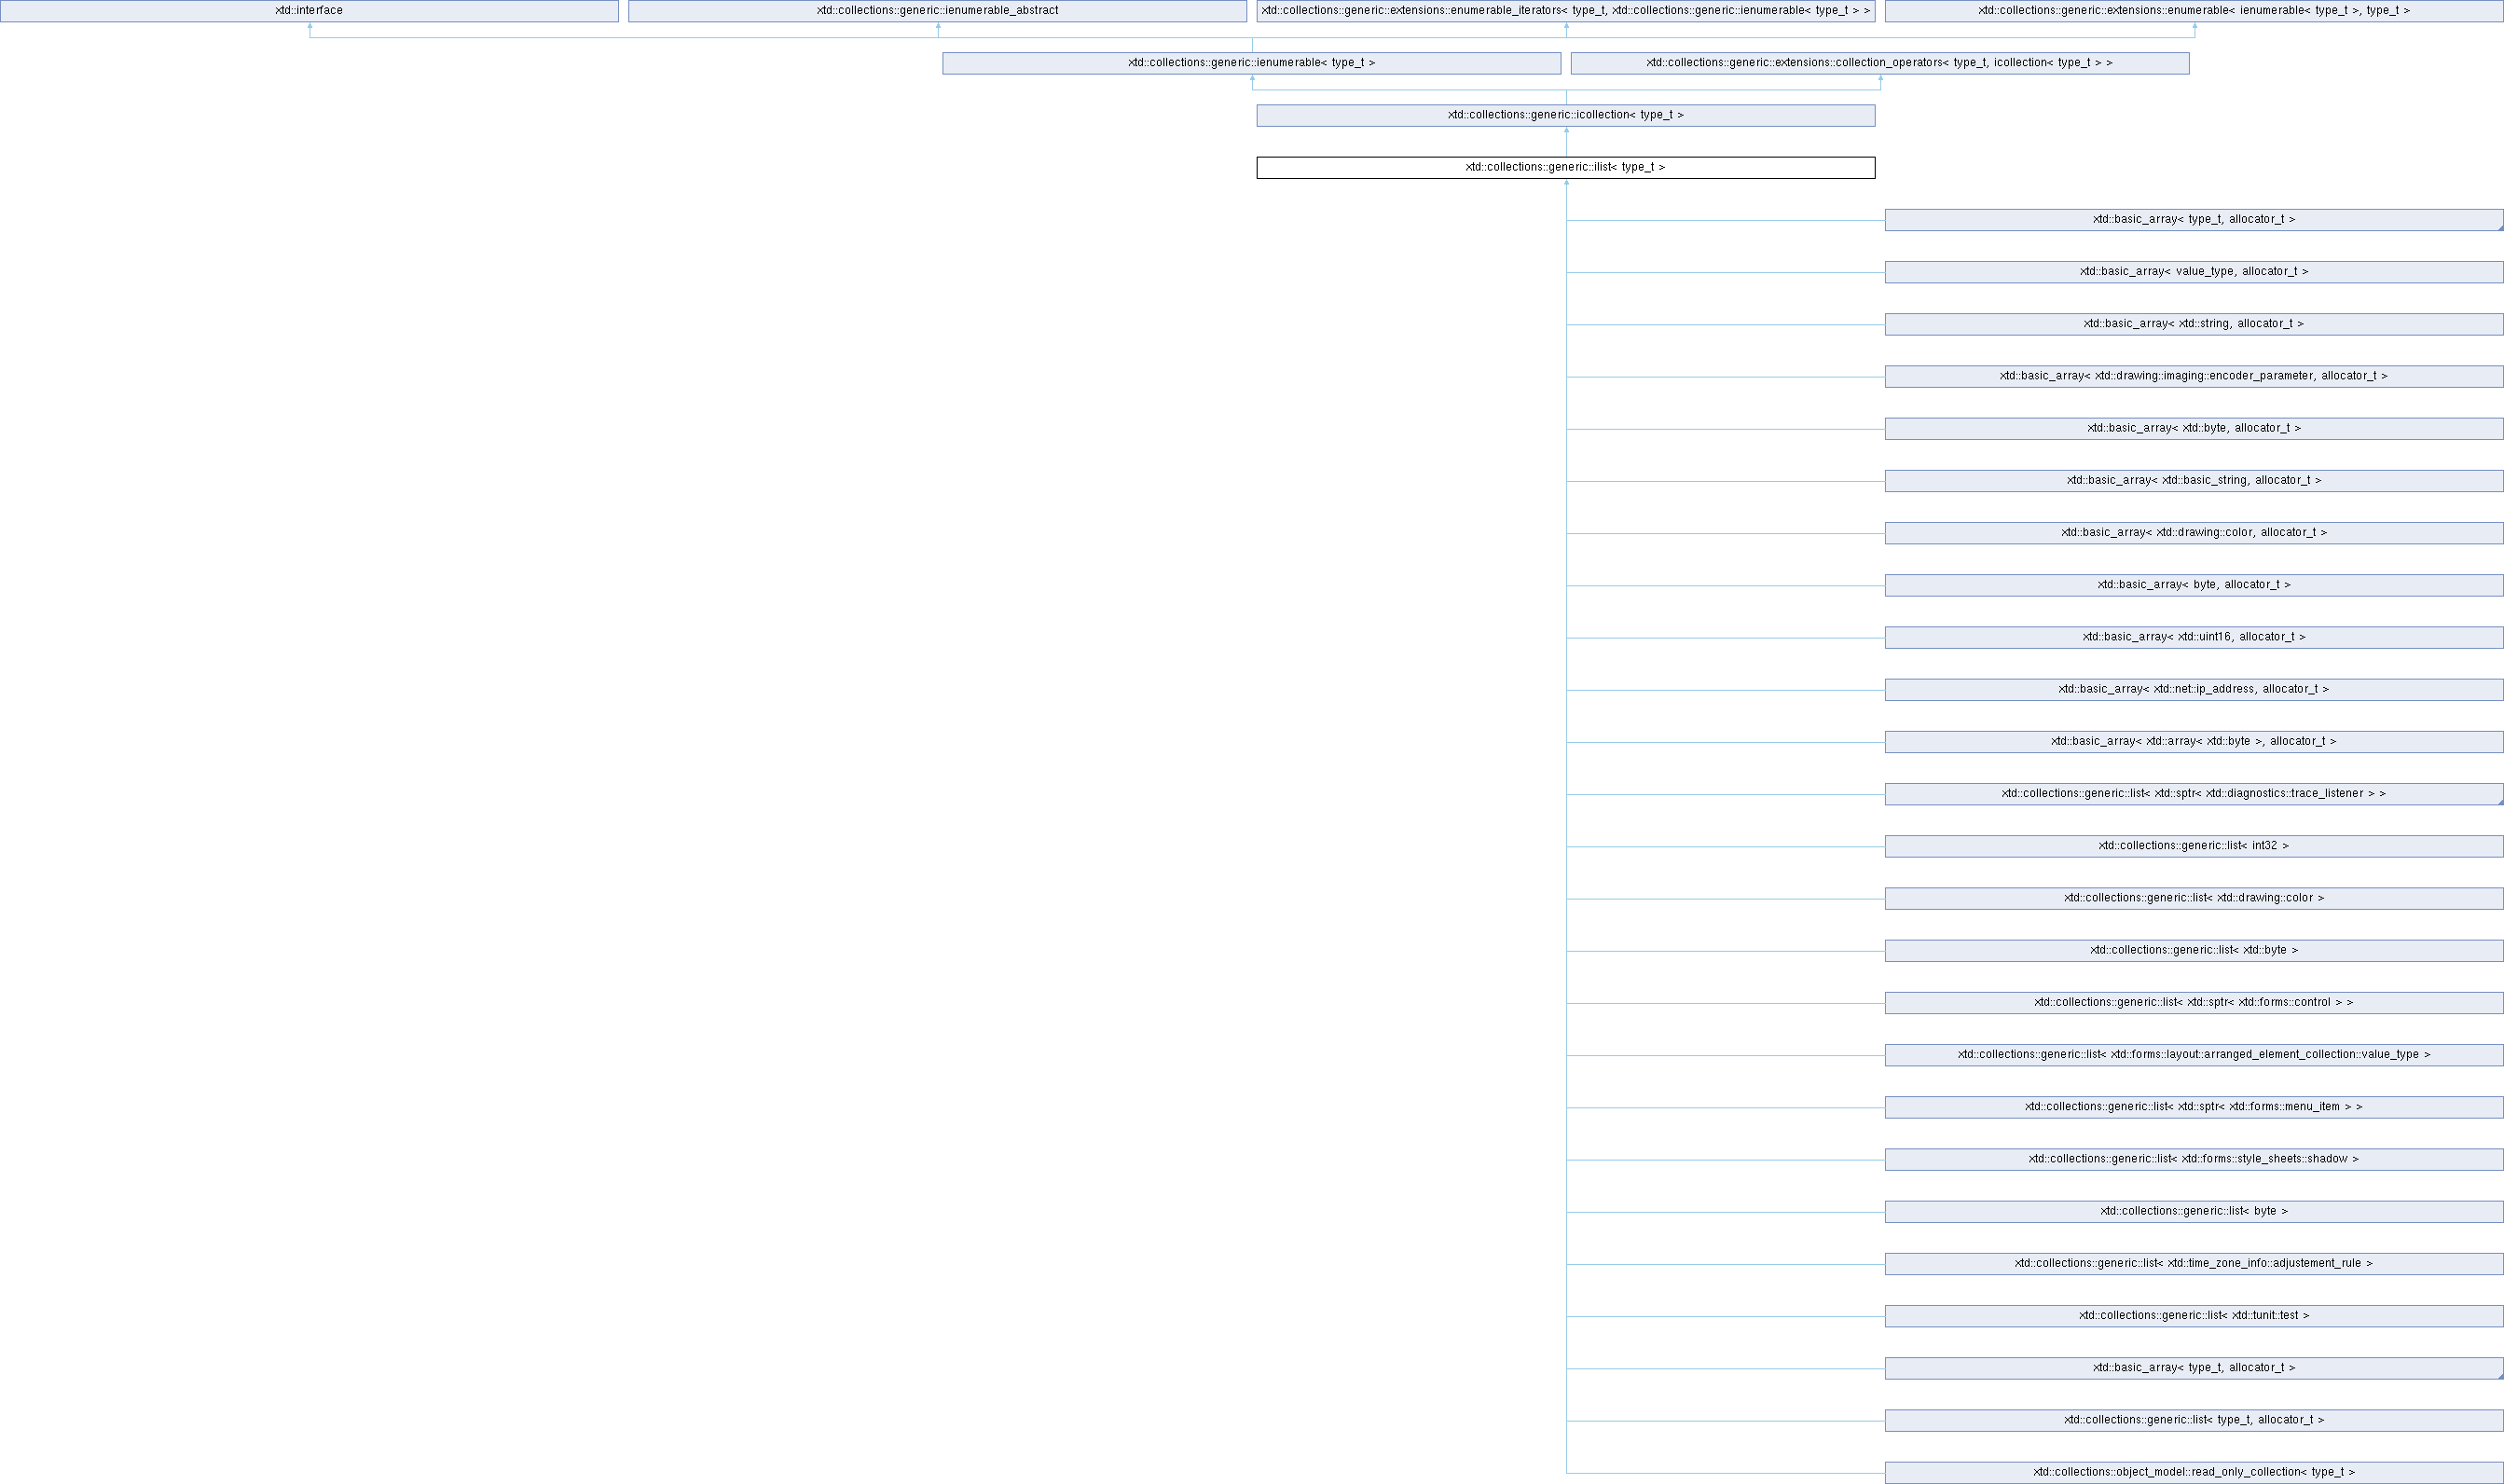 xtd::interface
xtd::collections::generic::ienumerable_abstract
xtd::collections::generic::extensions::enumerable_iterators< type_t, xtd::collections::generic::ienumerable< type_t > >
xtd::collections::generic::extensions::enumerable< ienumerable< type_t >, type_t >
xtd::collections::generic::ienumerable< type_t >
xtd::collections::generic::extensions::collection_operators< type_t, icollection< type_t > >
xtd::collections::generic::icollection< type_t >
xtd::collections::generic::ilist< type_t >
xtd::basic_array< type_t, allocator_t >
xtd::basic_array< value_type, allocator_t >
xtd::basic_array< xtd::string, allocator_t >
xtd::basic_array< xtd::drawing::imaging::encoder_parameter, allocator_t >
xtd::basic_array< xtd::byte, allocator_t >
xtd::basic_array< xtd::basic_string, allocator_t >
xtd::basic_array< xtd::drawing::color, allocator_t >
xtd::basic_array< byte, allocator_t >
xtd::basic_array< xtd::uint16, allocator_t >
xtd::basic_array< xtd::net::ip_address, allocator_t >
xtd::basic_array< xtd::array< xtd::byte >, allocator_t >
xtd::collections::generic::list< xtd::sptr< xtd::diagnostics::trace_listener > >
xtd::collections::generic::list< int32 >
xtd::collections::generic::list< xtd::drawing::color >
xtd::collections::generic::list< xtd::byte >
xtd::collections::generic::list< xtd::sptr< xtd::forms::control > >
xtd::collections::generic::list< xtd::forms::layout::arranged_element_collection::value_type >
xtd::collections::generic::list< xtd::sptr< xtd::forms::menu_item > >
xtd::collections::generic::list< xtd::forms::style_sheets::shadow >
xtd::collections::generic::list< byte >
xtd::collections::generic::list< xtd::time_zone_info::adjustement_rule >
xtd::collections::generic::list< xtd::tunit::test >
xtd::basic_array< type_t, allocator_t >
xtd::collections::generic::list< type_t, allocator_t >
xtd::collections::object_model::read_only_collection< type_t >